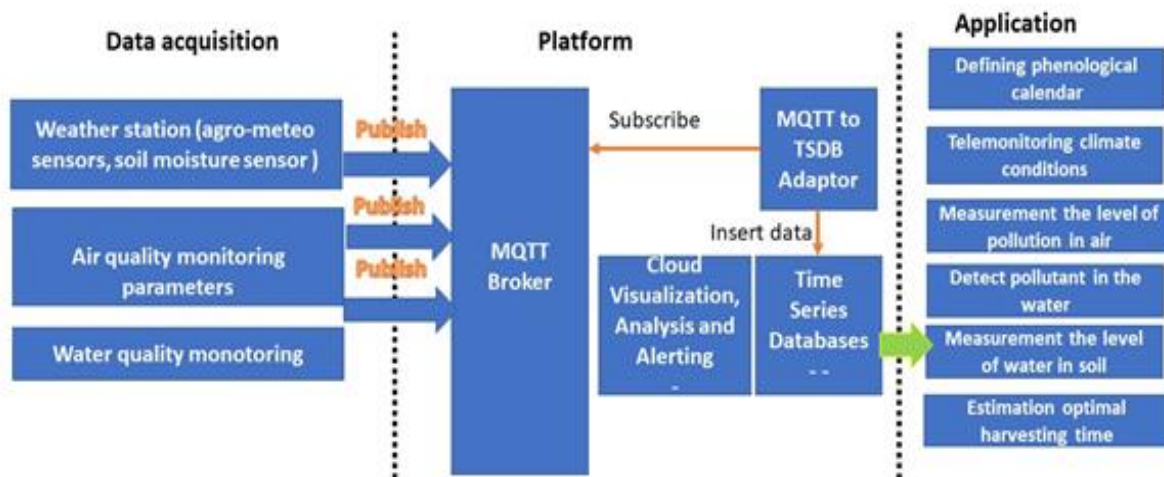 Data acquisition
Platform
Application
Weather station (agro-meteo
sensors, soil moisture sensor )
Air quality monitoring
parameters
Water quality monotoring
Publish
Publish
Publish
MQTT
Broker
Subscribe
MQTT to
TSDB
Adaptor
Insert data
Cloud
Visualization,
Analysis and
Alerting
-
Time
Series
Databases
- -
Defining phenological
calendar
Telemonitoring climate
conditions
Measurement the level of
pollution in air
Detect pollutant in the
water
Measurement the level
of water in soil
Estimation optimal
harvesting time